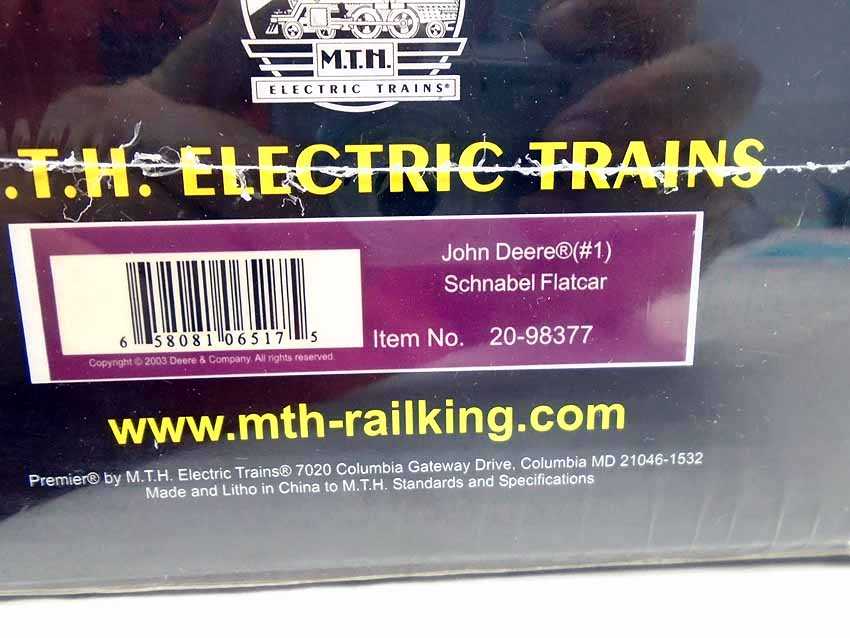 M.T.H.
ELECTRIC TRAINS®
.T.H. ELECTRIC TRAINS
John Deere®(#1)
Schnabel Flatcar
6 58081 06517 5
Item No. 20-98377
Copyright © 2003 Deere & Company. All rights reserved.
www.mth-railking.com
Premier® by M.T.H. Electric Trains® 7020 Columbia Gateway Drive, Columbia MD 21046-1532
Made and Litho in China to M.T.H. Standards and Specifications